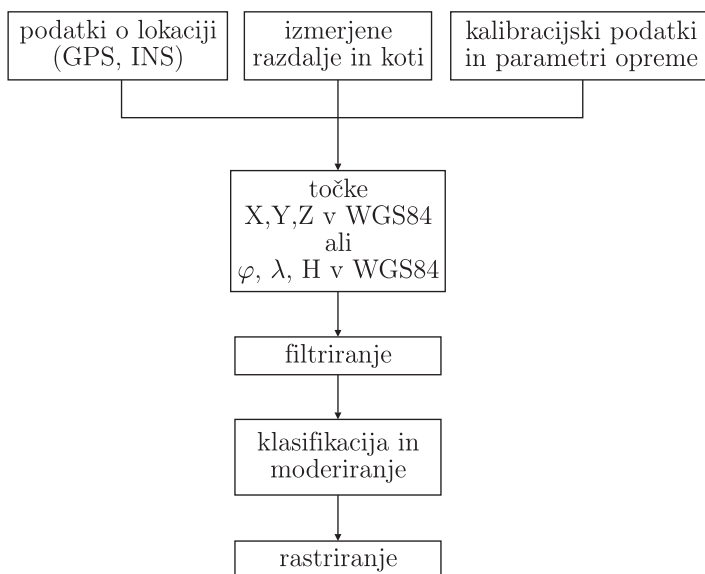 podatki o lokaciji
(GPS, INS)
izmerjene
razdalje in koti
kalibracijski podatki
in parametri opreme
točke
X,Y,Z v WGS84
ali
φ, λ, H v WGS84
filtriranje
klasifikacija in
moderiranje
rastriranje